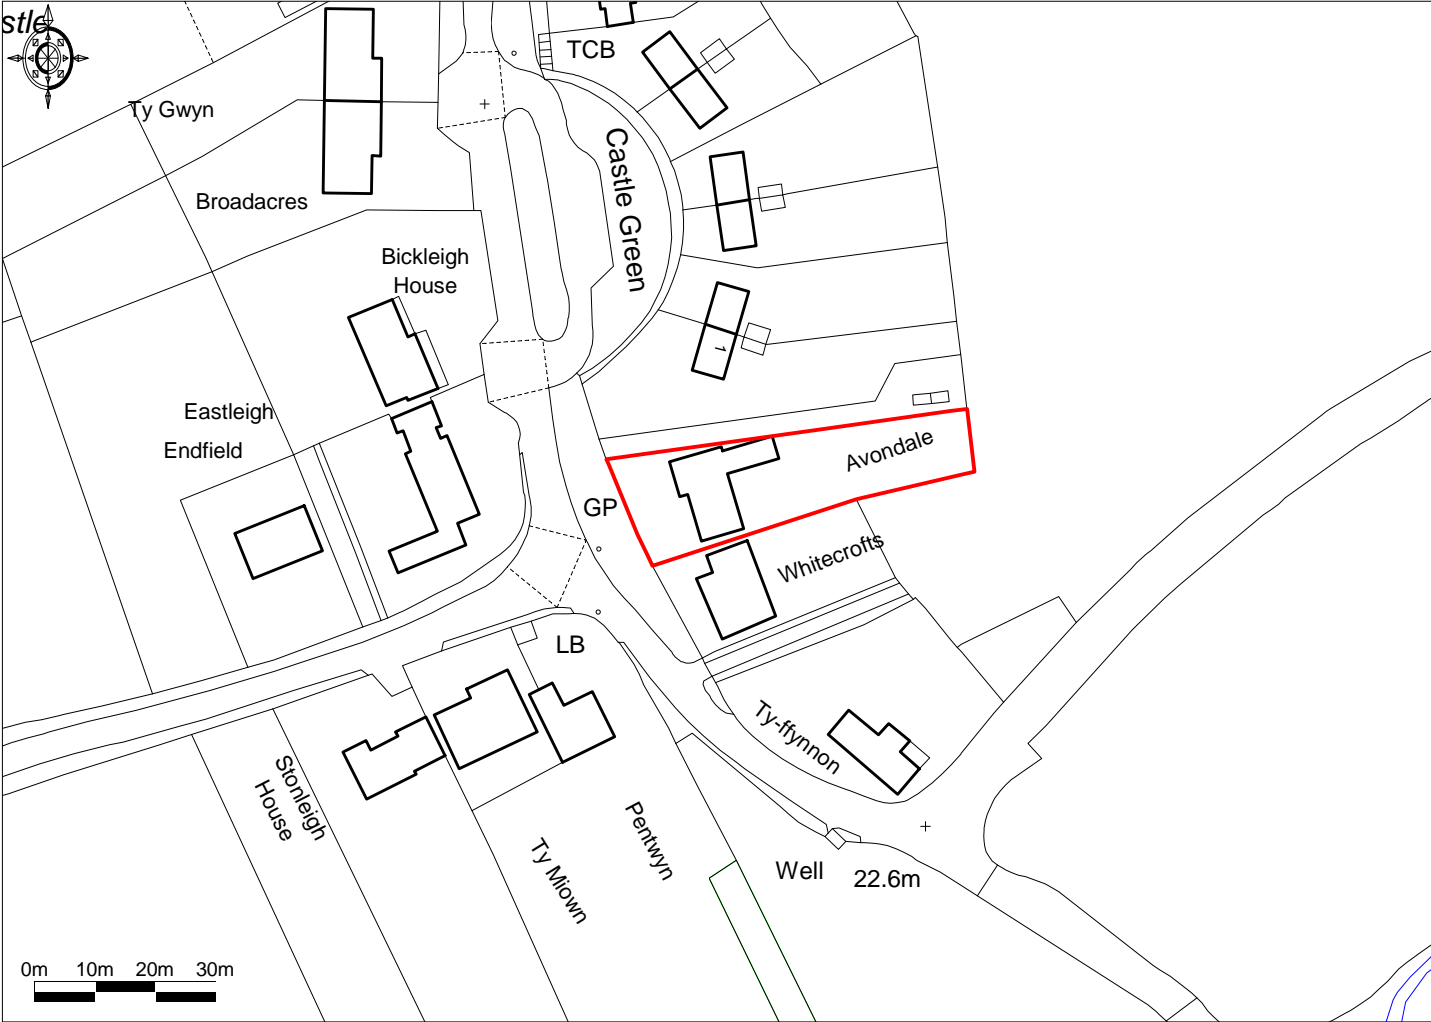 stle
TCB
Ty Gwyn
Castle Green
Broadacres
Bickleigh
House
1
Eastleigh
Endfield
Avondale
GP
Whitecrofts
LB
Ty-ffynnon
Stonleigh
House
Pentwyn
Ty Miown
Well
22.6m
0m 10m 20m 30m